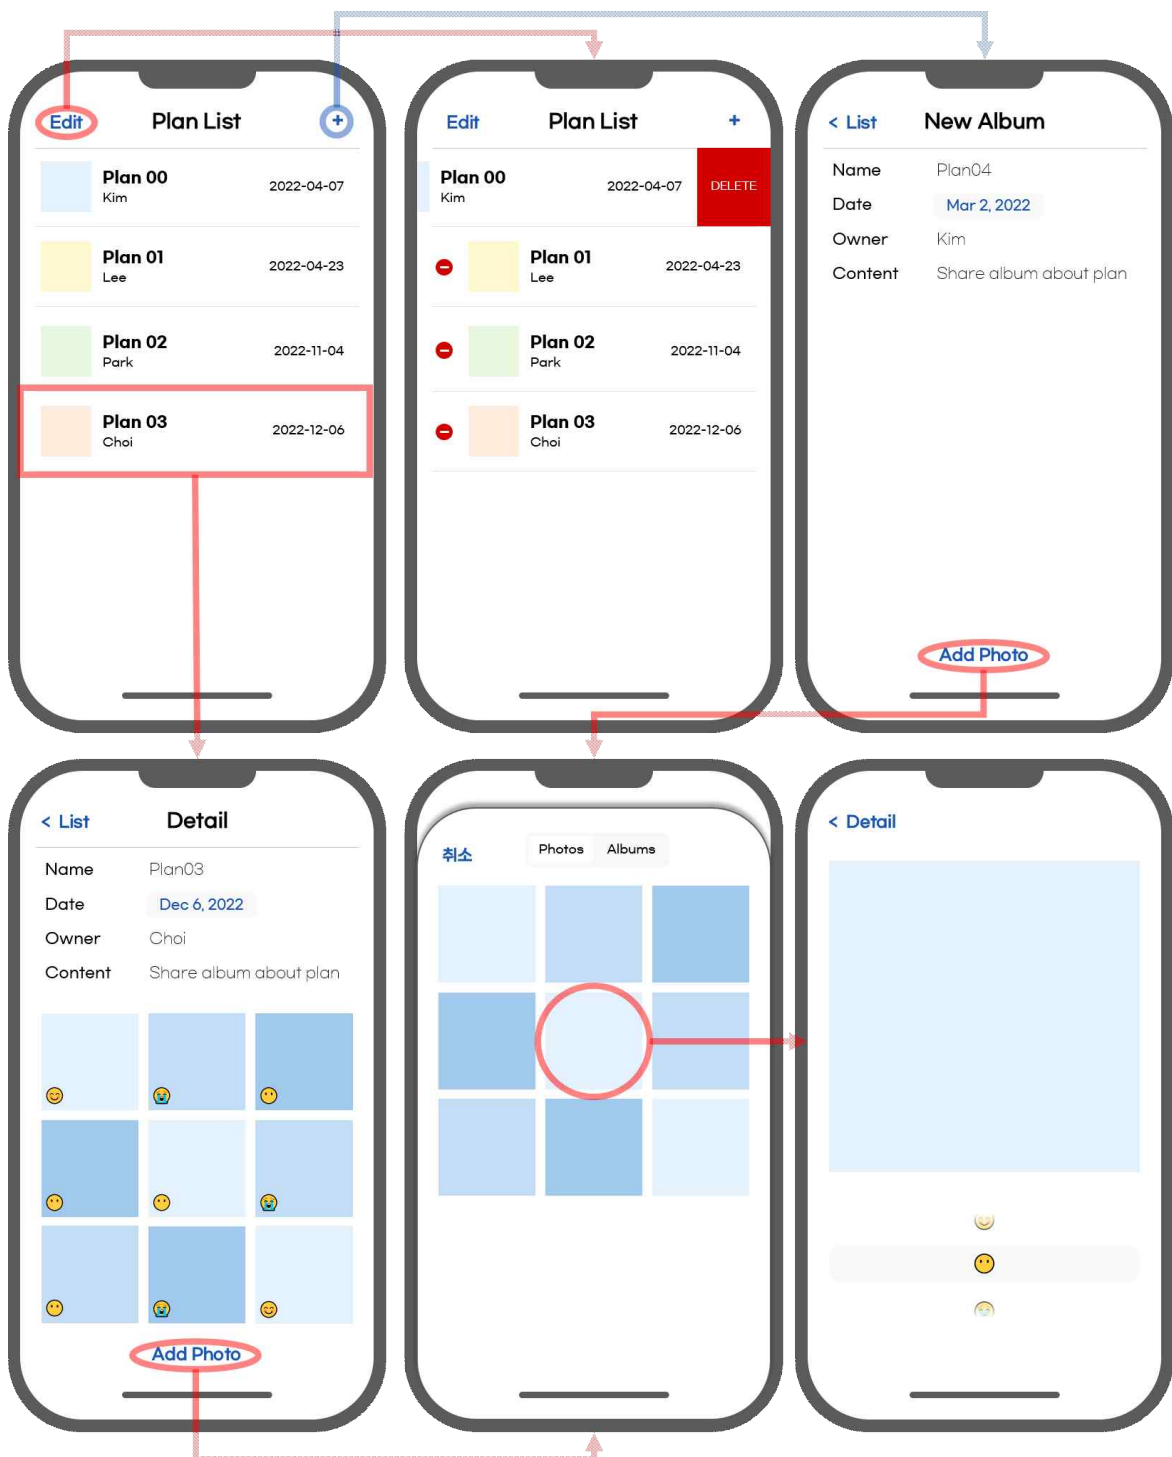 Edit Plan List +
Plan 00
Kim
2022-04-07
Plan 01
Lee
2022-04-23
Plan 02
Park
2022-11-04
Plan 03
Choi
2022-12-06
Edit Plan List +
Plan 00
Kim
2022-04-07
DELETE
Plan 01
Lee
2022-04-23
Plan 02
Park
2022-11-04
Plan 03
Choi
2022-12-06
< List New Album
Name Plan04
Date Mar 2, 2022
Owner Kim
Content Share album about plan
Add Photo
< List Detail
Name Plan03
Date Dec 6, 2022
Owner Choi
Content Share album about plan
Add Photo
취소 Photos Albums
< Detail